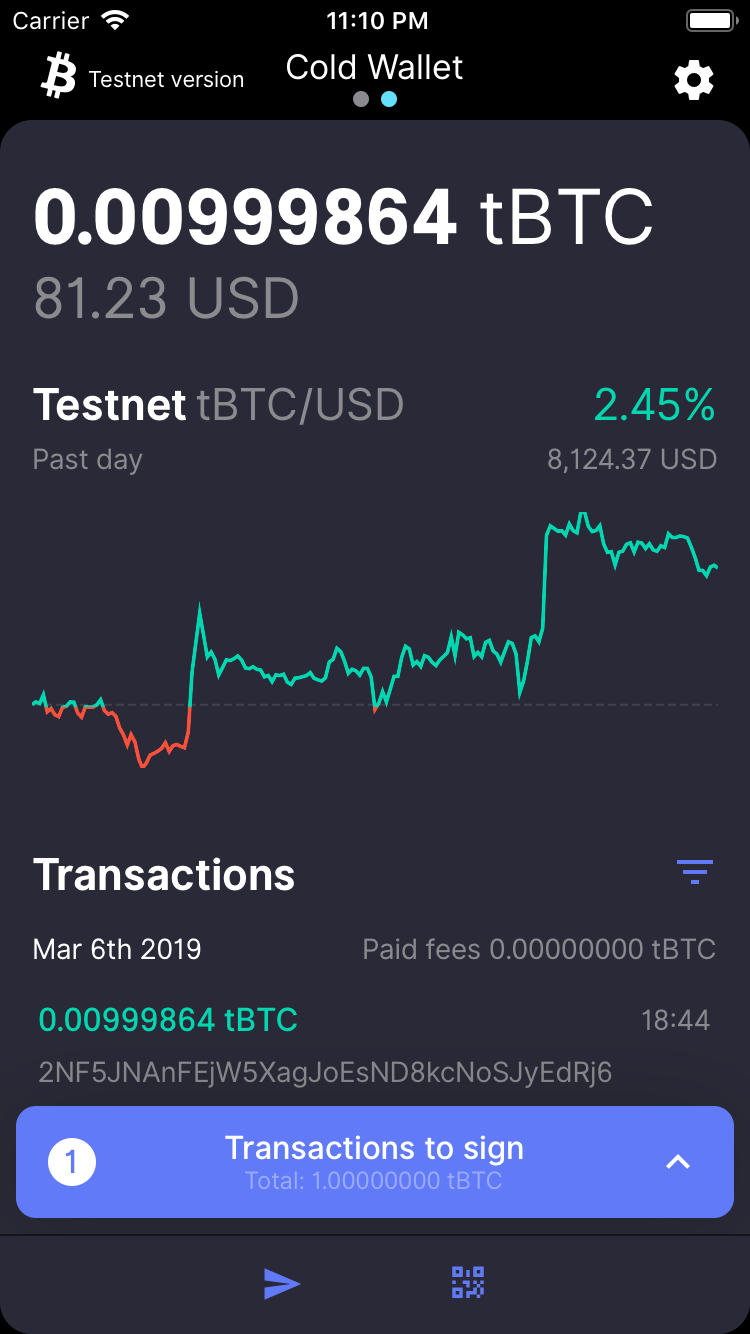 Carrier 11:10 PM
Testnet version Cold Wallet
0.00999864 tBTC
81.23 USD
Testnet tBTC/USD 2.45%
Past day 8,124.37 USD
Transactions
Mar 6th 2019 Paid fees 0.00000000 tBTC
0.00999864 tBTC 18:44
2NF5JNAnFEjW5XagJoEsND8kcNoSJyEdRj6
1 Transactions to sign
Total: 1.00000000 tBTC